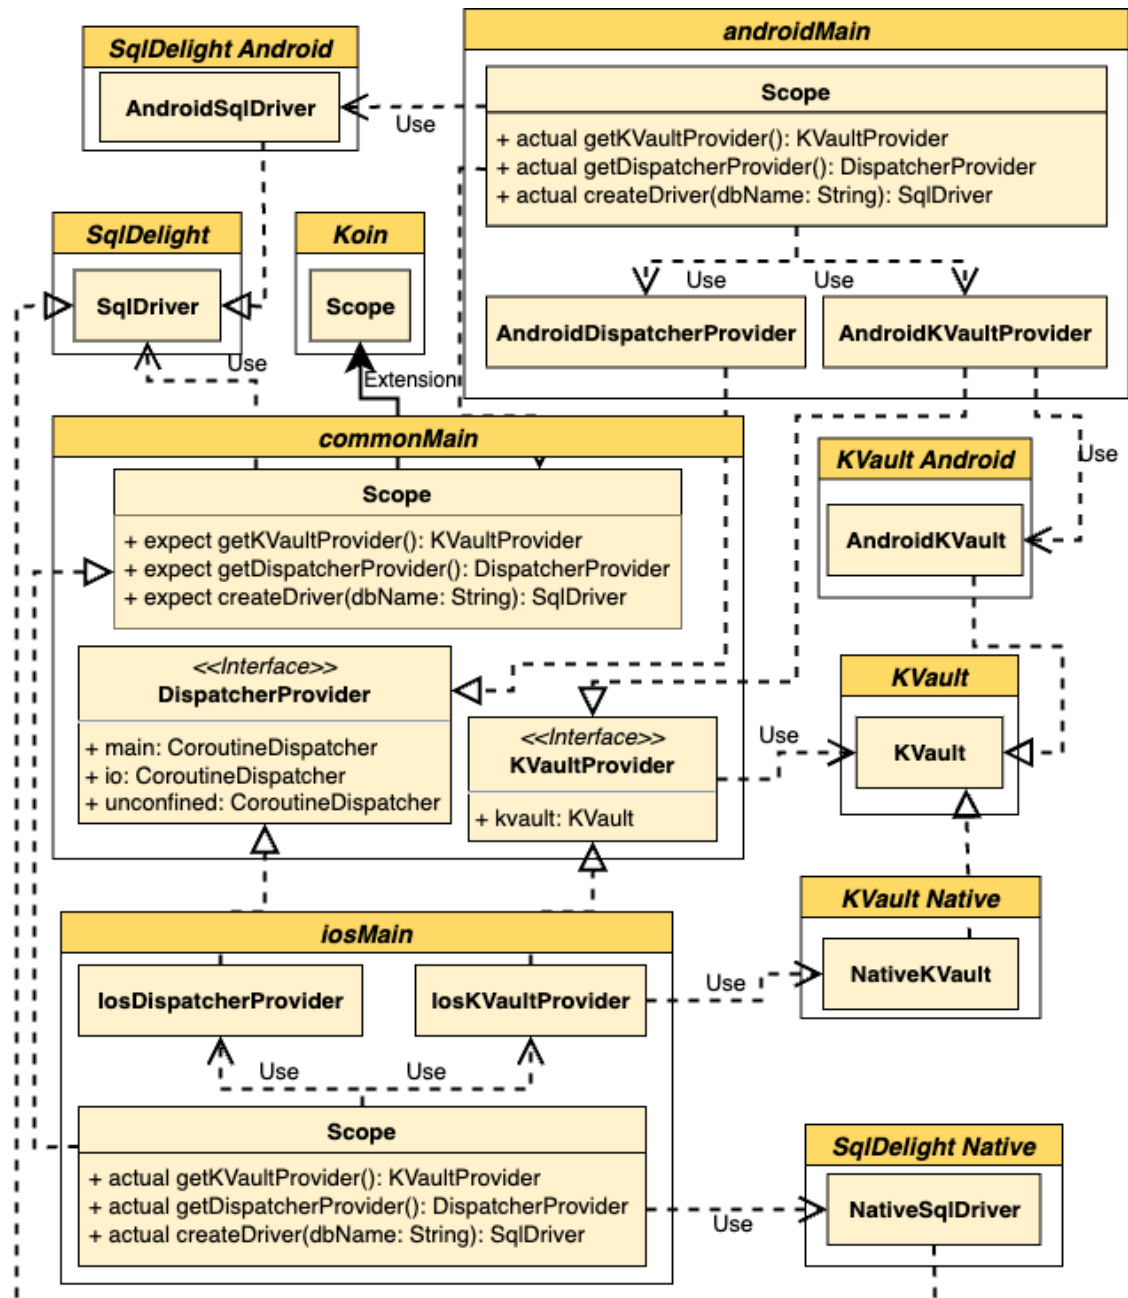 SqlDelight Android
AndroidSqlDriver
androidMain
Scope
+ actual getKVaultProvider(): KVaultProvider
+ actual getDispatcherProvider(): DispatcherProvider
+ actual createDriver(dbName: String): SqlDriver
Use
SqlDelight
SqlDriver
Koin
Scope
Use
Use
AndroidDispatcherProvider
AndroidKVaultProvider
Use
Extension
commonMain
Scope
+ expect getKVaultProvider(): KVaultProvider
+ expect getDispatcherProvider(): DispatcherProvider
+ expect createDriver(dbName: String): SqlDriver
KVault Android
AndroidKVault
Use
<<Interface>>
DispatcherProvider
+ main: CoroutineDispatcher
+ io: CoroutineDispatcher
+ unconfined: CoroutineDispatcher
<<Interface>>
KVaultProvider
+ kvault: KVault
Use
KVault
KVault
iosMain
IosDispatcherProvider
IosKVaultProvider
Use
KVault Native
NativeKVault
Use
Use
Scope
+ actual getKVaultProvider(): KVaultProvider
+ actual getDispatcherProvider(): DispatcherProvider
+ actual createDriver(dbName: String): SqlDriver
Use
SqlDelight Native
NativeSqlDriver